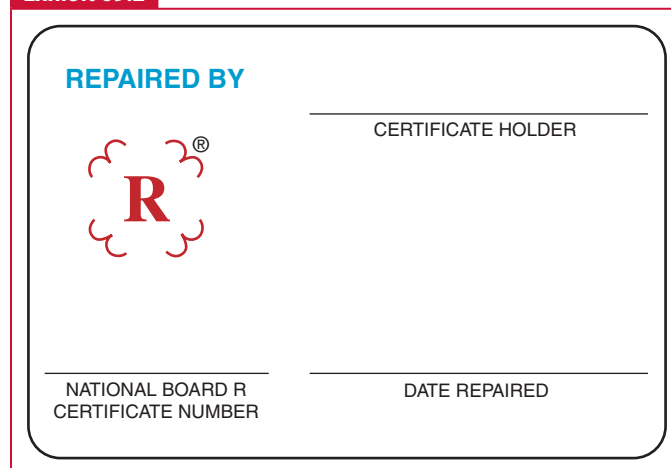 REPAIRED BY
CERTIFICATE HOLDER
®
R
NATIONAL BOARD R
CERTIFICATE NUMBER
DATE REPAIRED